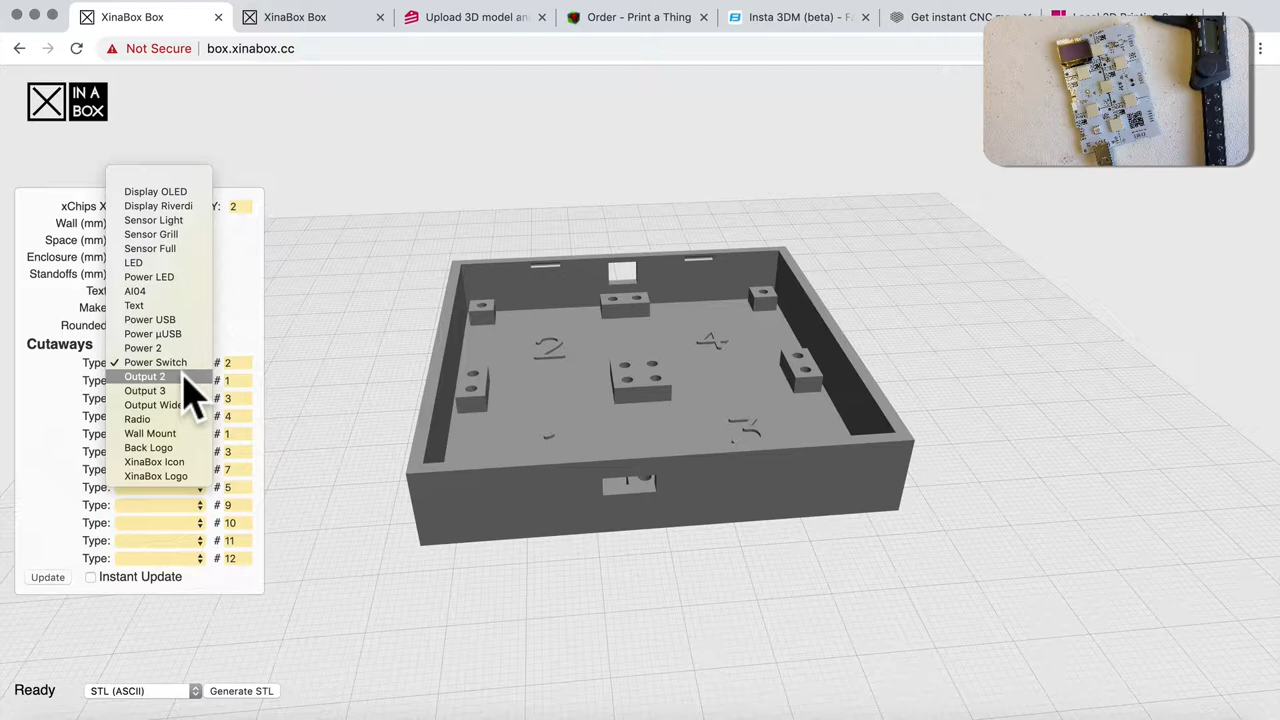 XinaBox Box
XinaBox Box
Upload 3D model an
Order - Print a Thing
Insta 3DM (beta) - Fa
Get instant CNC
Not Secure
box.xinabox.cc
IN A
BOX
Display OLED
Display Riverdi
Sensor Light
Sensor Grill
Sensor Full
LED
Power LED
AI04
Text
Power USB
Power µUSB
Power 2
Power Switch
Output 2
Output 3
Output Wide
Radio
Wall Mount
Back Logo
XinaBox Icon
XinaBox Logo
xChips X
Y: 2
Wall (mm)
Space (mm)
Enclosure (mm)
Standoffs (mm)
Text
Make
Rounded
Cutaways
Type # 2
Type # 1
Type # 3
Type # 4
Type # 1
Type # 3
Type: # 7
Type: # 5
Type: # 9
Type: # 10
Type: # 11
Type: # 12
Update
Instant Update
2
4
Ready
STL (ASCII)
Generate STL